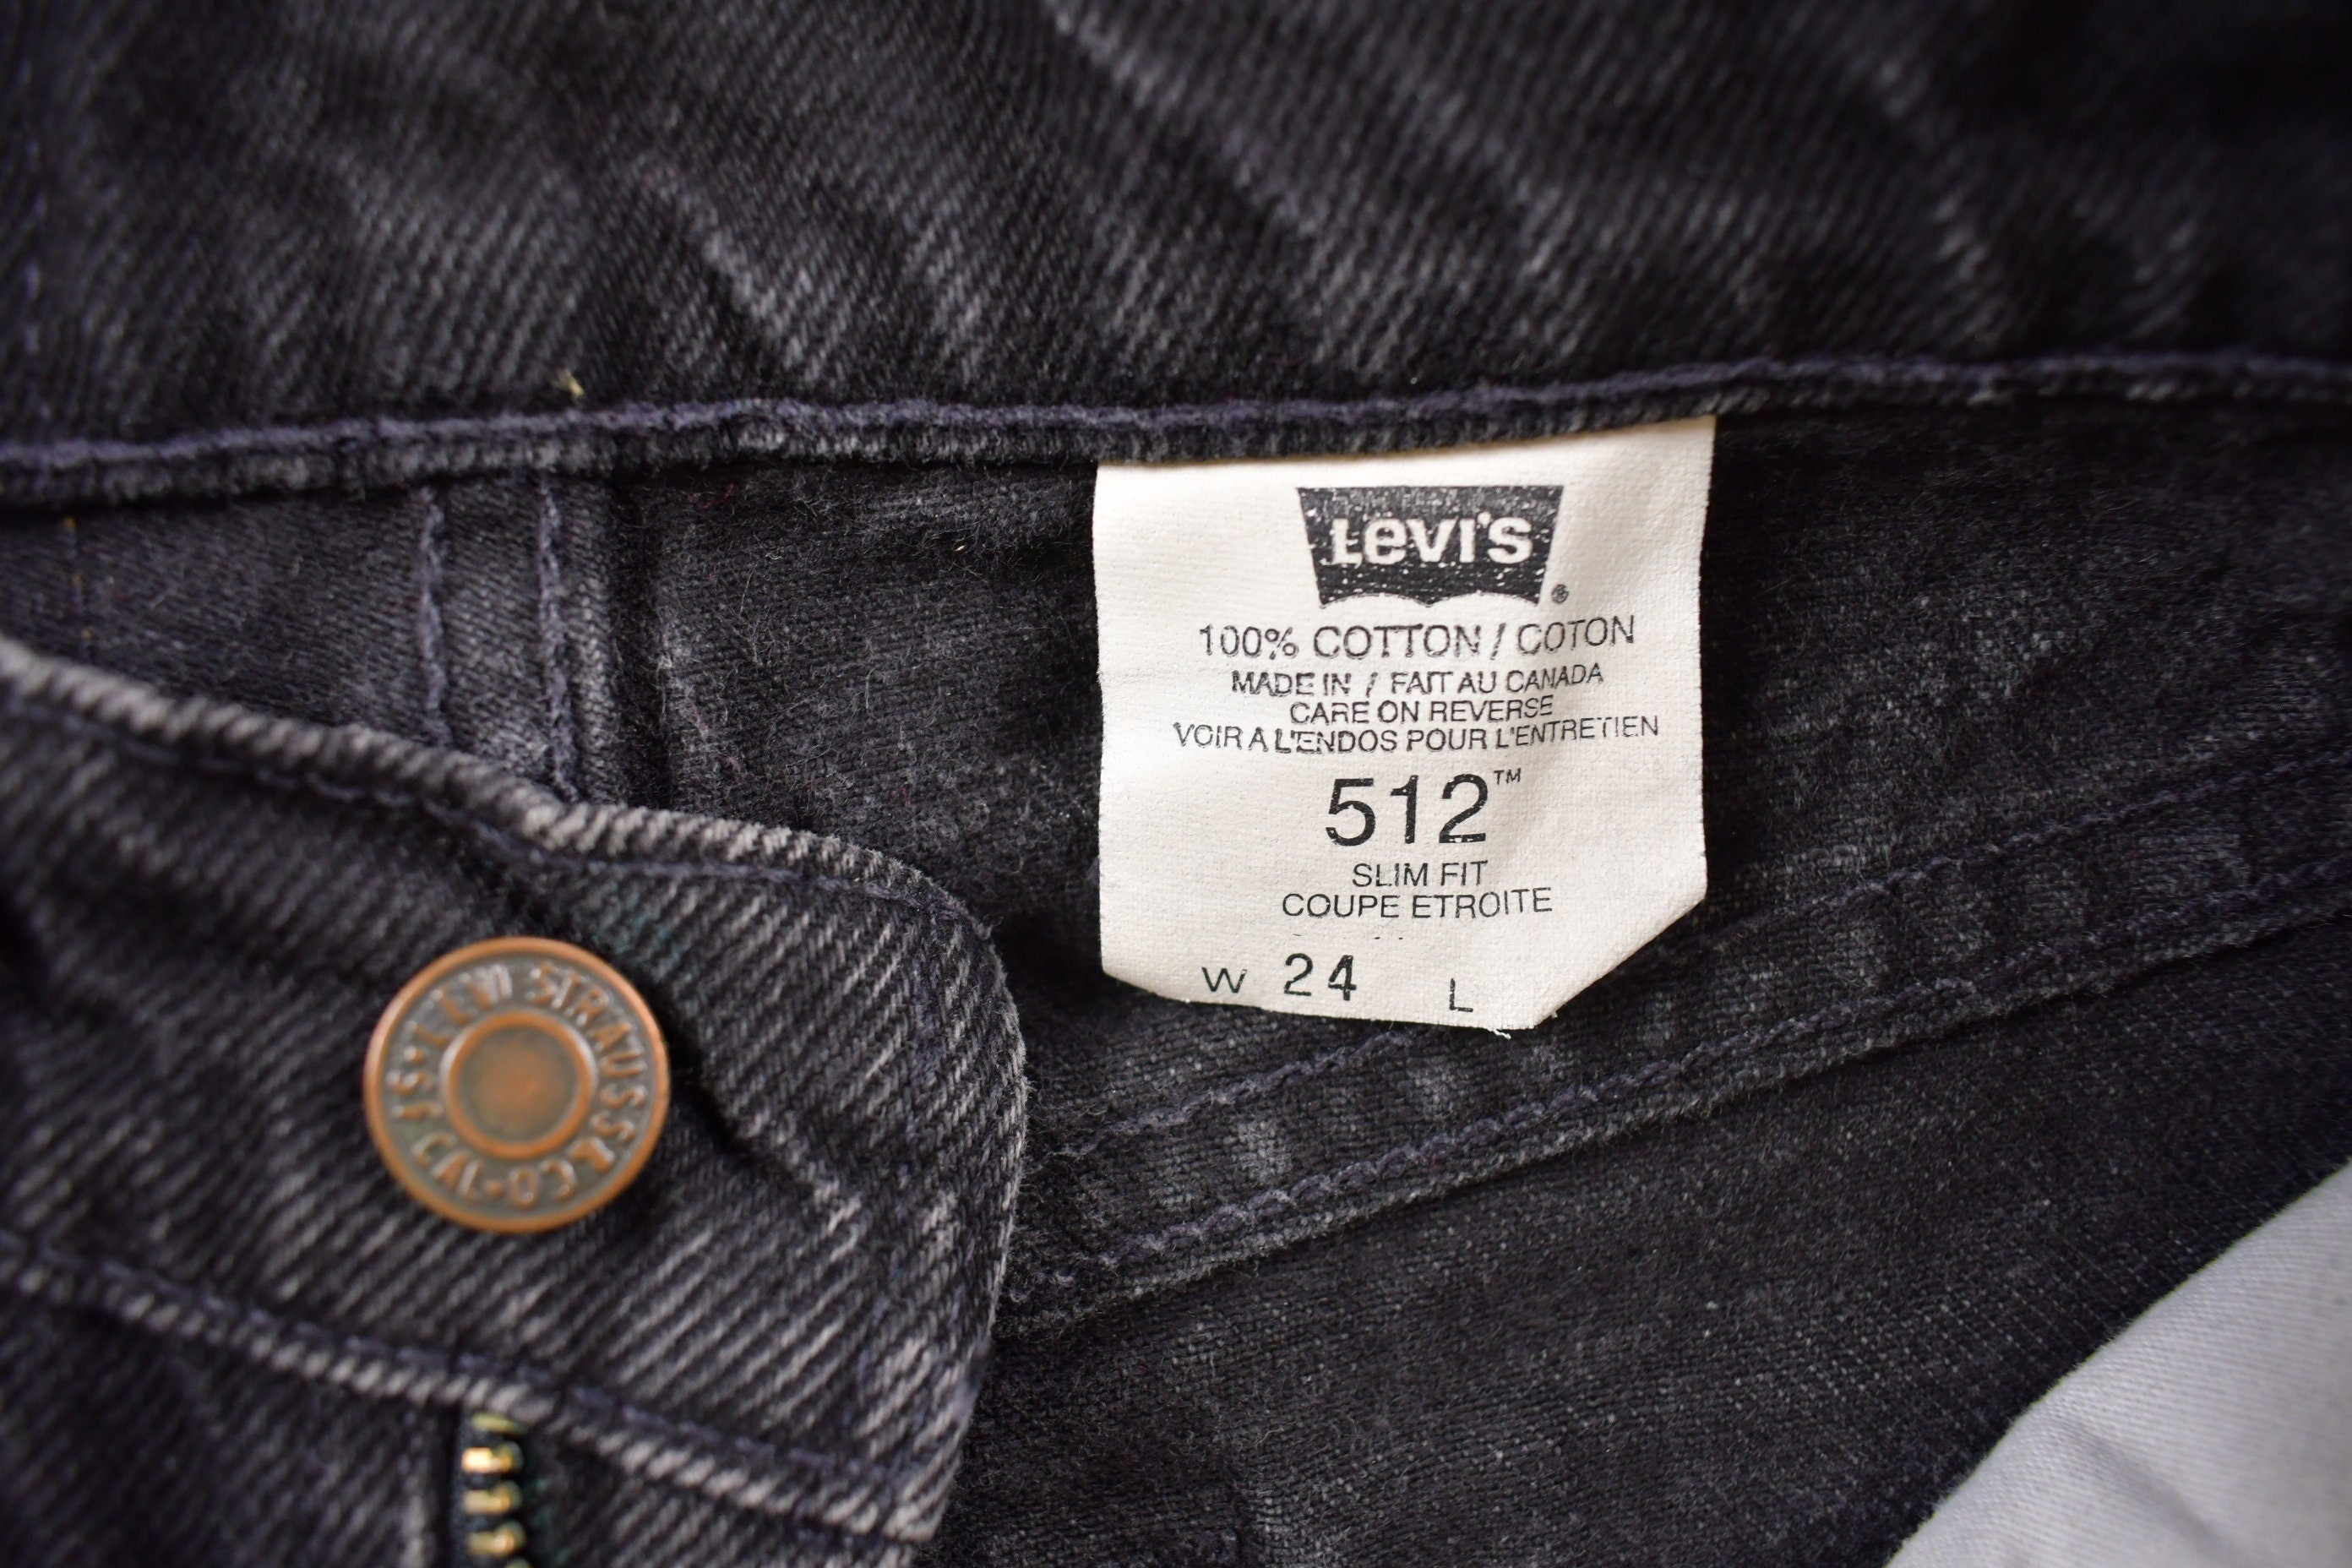 LEVI'S ®
100% COTTON / COTON
MADE IN / FAIT AU CANADA
CARE ON REVERSE
VOIR A L'ENDOS POUR L'ENTRETIEN
512™
SLIM FIT
COUPE ETROITE
W 24 L
LEVI STRAUSS & CO • S.F. CAL •